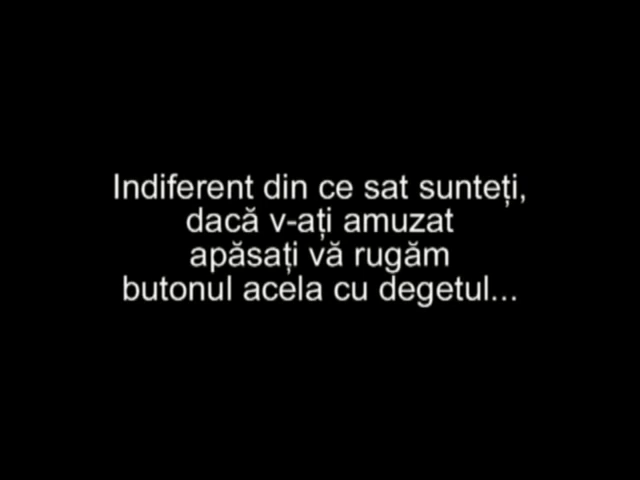 Indiferent din ce sat sunteți,
dacă v-ați amuzat
apăsați vă rugăm
butonul acela cu degetul...